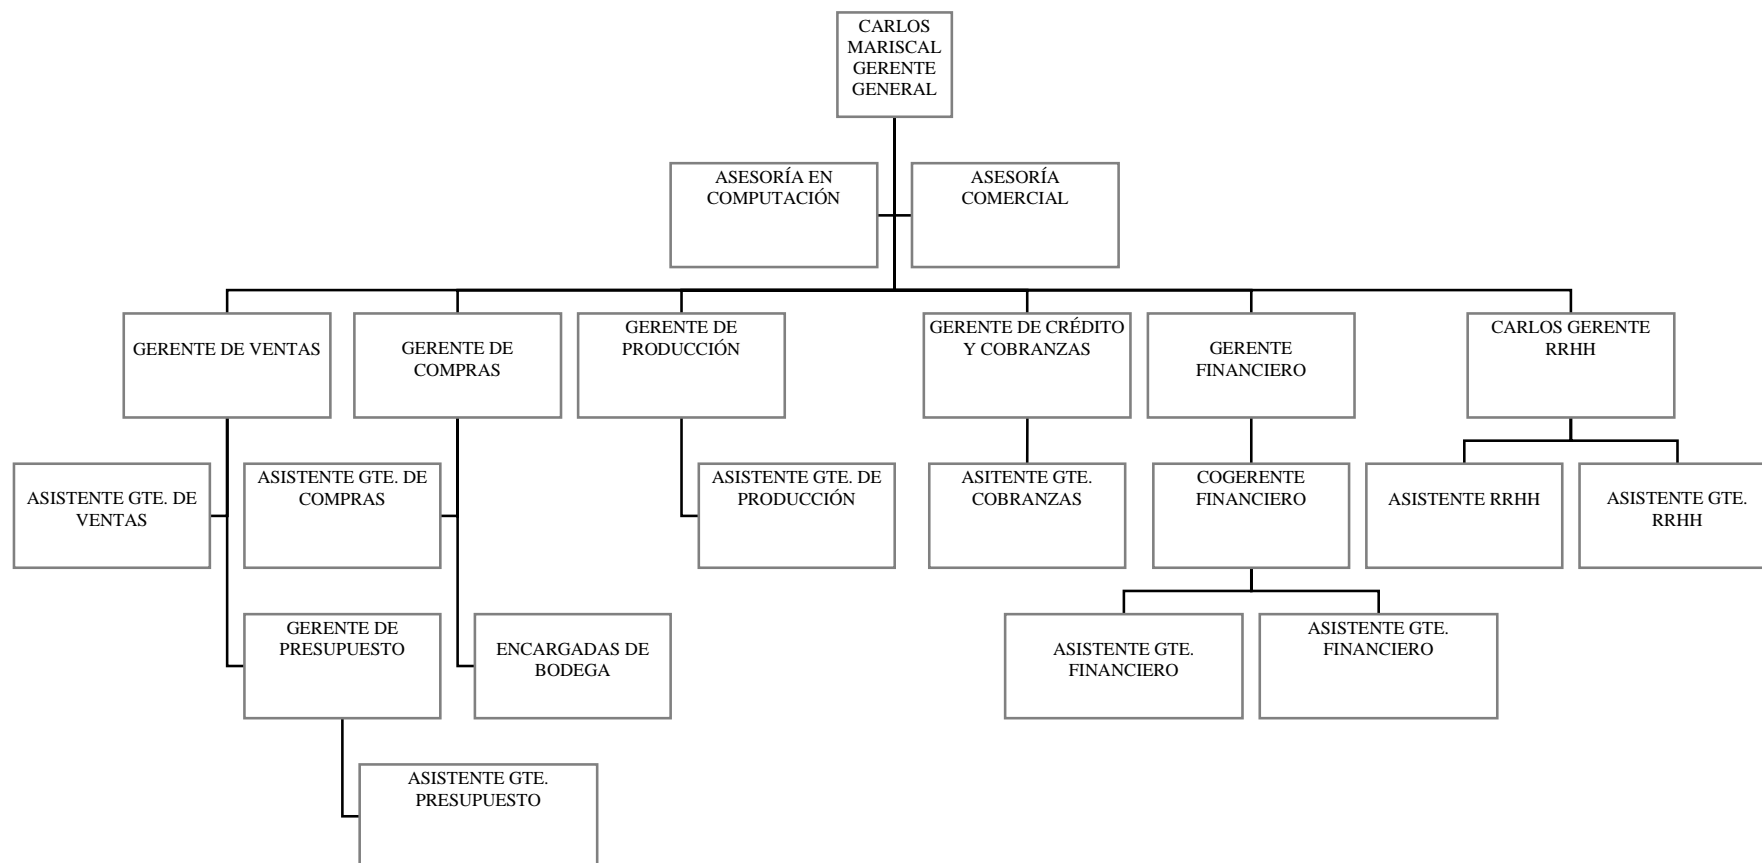 CARLOS
MARISCAL
GERENTE
GENERAL
ASESORÍA EN
COMPUTACIÓN
ASESORÍA
COMERCIAL
GERENTE DE VENTAS
GERENTE DE
COMPRAS
GERENTE DE
PRODUCCIÓN
GERENTE DE CRÉDITO
Y COBRANZAS
GERENTE
FINANCIERO
CARLOS GERENTE
RRHH
ASISTENTE GTE. DE
VENTAS
ASISTENTE GTE. DE
COMPRAS
ASISTENTE GTE. DE
PRODUCCIÓN
ASITENTE GTE.
COBRANZAS
COGERENTE
FINANCIERO
ASISTENTE RRHH
ASISTENTE GTE.
RRHH
GERENTE DE
PRESUPUESTO
ENCARGADAS DE
BODEGA
ASISTENTE GTE.
FINANCIERO
ASISTENTE GTE.
FINANCIERO
ASISTENTE GTE.
PRESUPUESTO